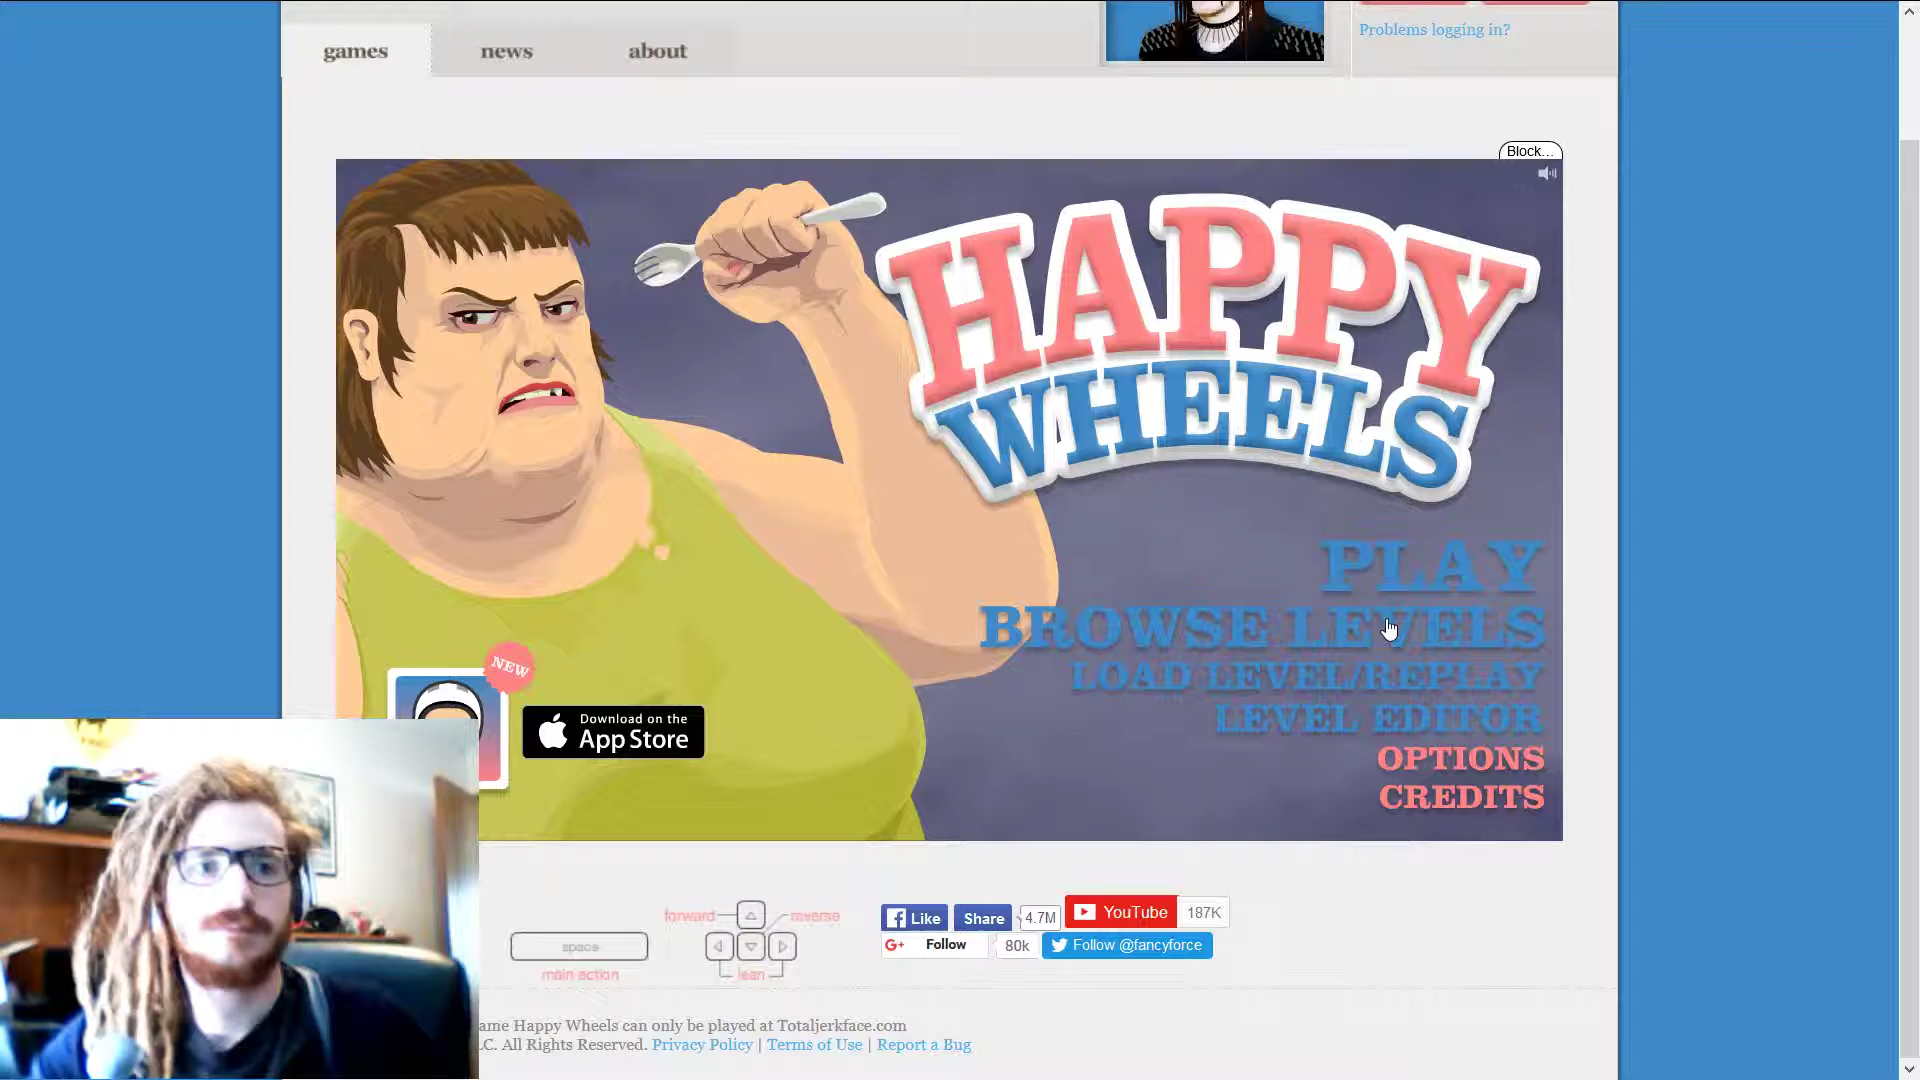 Problems logging in?
games
news
about
Block...
HAPPY
WHEELS
PLAY
BROWSE LEVELS
LOAD LEVEL/REPLAY
LEVEL EDITOR
OPTIONS
CREDITS
NEW
Download on the
App Store
forward
reverse
space
main action
lean
Like
Share
4.7M
YouTube
187K
G+
Follow
80k
Follow @fancyforce
ame Happy Wheels can only be played at Totaljerkface.com
C. All Rights Reserved. Privacy Policy | Terms of Use | Report a Bug